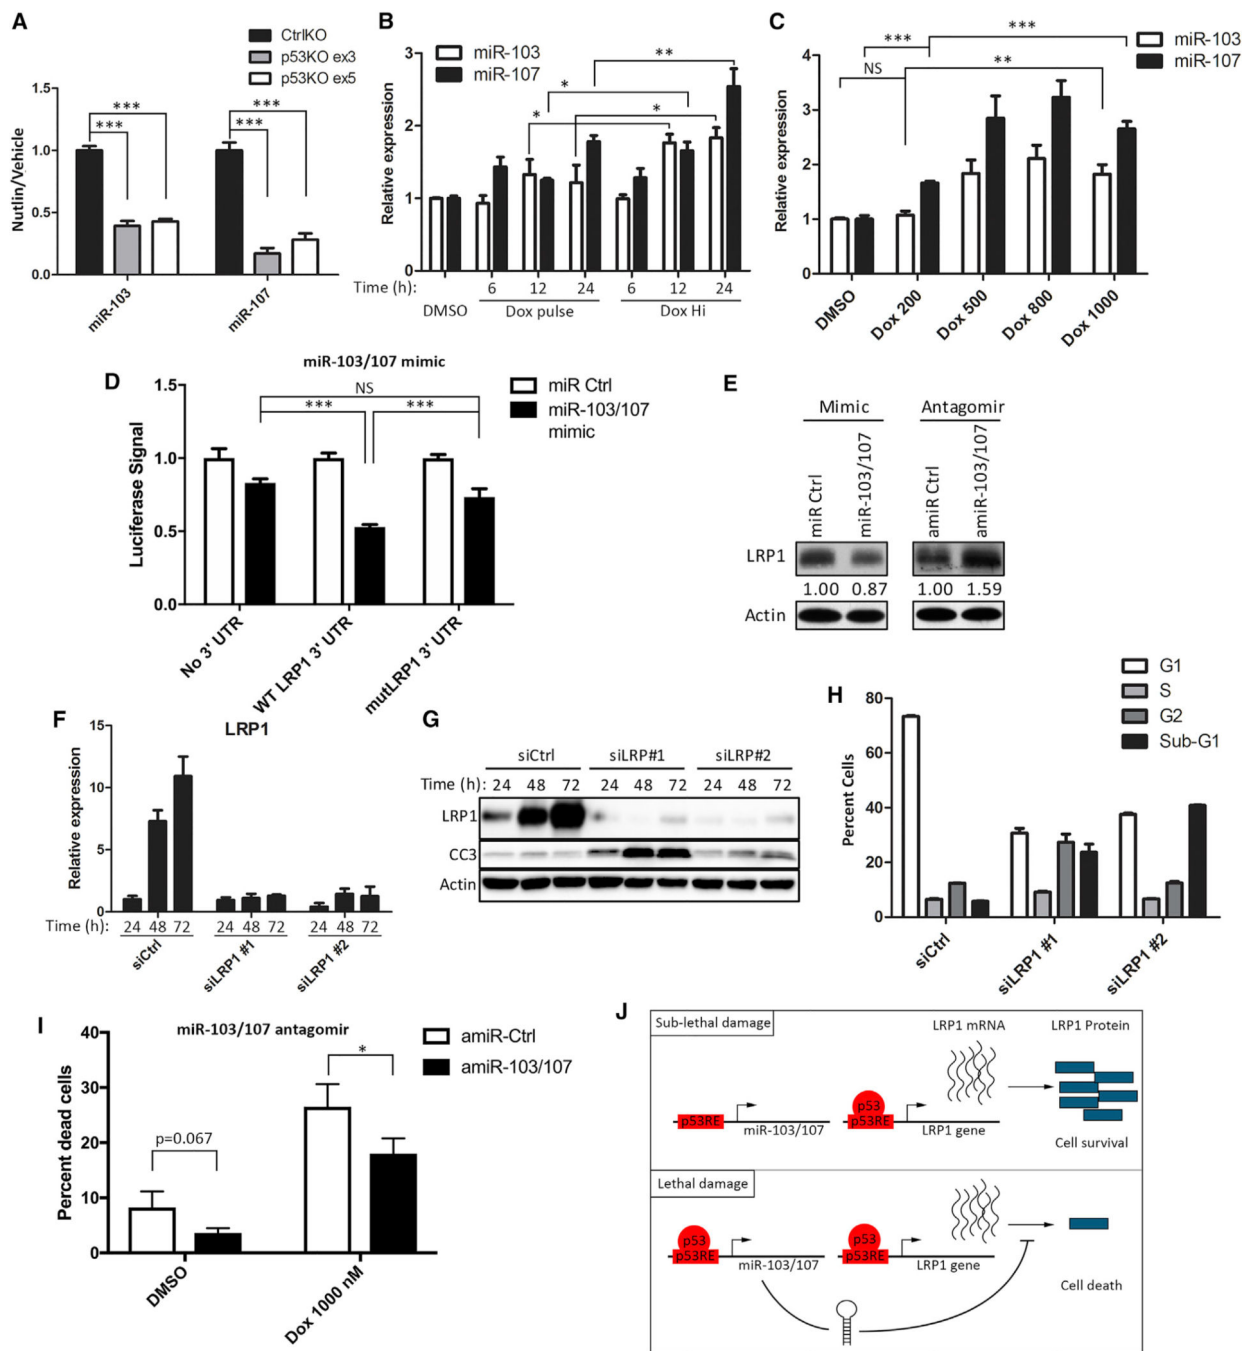 A
CtrlKO
p53KO ex3
p53KO ex5
Nutlin/Vehicle
1.5
1.0
0.5
0.0
***
***
***
***
miR-103
miR-107
B
miR-103
miR-107
Relative expression
3
2
1
0
**
*
*
*
Time (h):
6 12 24 6 12 24
DMSO Dox pulse Dox Hi
C
miR-103
miR-107
Relative expression
4
3
2
1
0
***
***
NS
**
DMSO
Dox 200
Dox 500
Dox 800
Dox 1000
D
miR-103/107 mimic
miR Ctrl
miR-103/107
mimic
Luciferase Signal
1.5
1.0
0.5
0.0
NS
*** ***
No 3' UTR
WT LRP1 3' UTR
mutLRP1 3' UTR
E
Mimic Antagomir
miR Ctrl
miR-103/107
amiR Ctrl
amiR-103/107
LRP1
1.00 0.87 1.00 1.59
Actin
F
LRP1
Relative expression
15
10
5
0
Time (h): 24 48 72 24 48 72 24 48 72
siCtrl
siLRP1 #1
siLRP1 #2
G
siCtrl siLRP#1 siLRP#2
Time (h): 24 48 72 24 48 72 24 48 72
LRP1
CC3
Actin
H
G1
S
G2
Sub-G1
Percent Cells
80
60
40
20
0
siCtrl
siLRP1 #1
siLRP1 #2
I
miR-103/107 antagomir
amiR-Ctrl
amiR-103/107
Percent dead cells
40
30
20
10
0
p=0.067
*
DMSO
Dox 1000 nM
J
Sub-lethal damage
LRP1 mRNA LRP1 Protein
p53
p53RE p53RE
miR-103/107 LRP1 gene
Cell survival
Lethal damage
p53 p53
p53RE p53RE
miR-103/107 LRP1 gene
Cell death